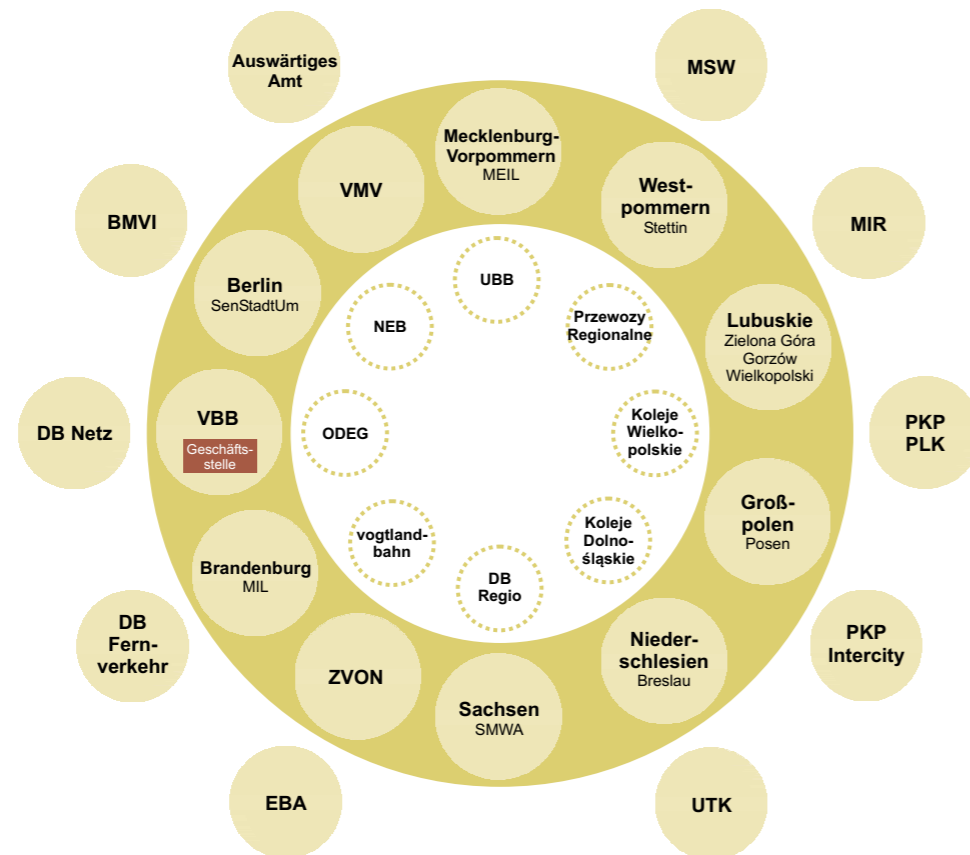 Auswärtiges
Amt
MSW
Mecklenburg-
Vorpommern
MEIL
VMV
West-
pommern
Stettin
BMVI
MIR
Berlin
SenStadtUm
UBB
NEB
Przewozy
Regionalne
Lubuskie
Zielona Góra
Gorzów
Wielkopolski
DB Netz
VBB
Geschäfts-
stelle
ODEG
Koleje
Wielko-
polskie
PKP
PLK
Groß-
polen
Posen
vogtland-
bahn
Koleje
Dolno-
śląskie
DB
Regio
Brandenburg
MIL
DB
Fern-
verkehr
Nieder-
schlesien
Breslau
PKP
Intercity
ZVON
Sachsen
SMWA
EBA
UTK